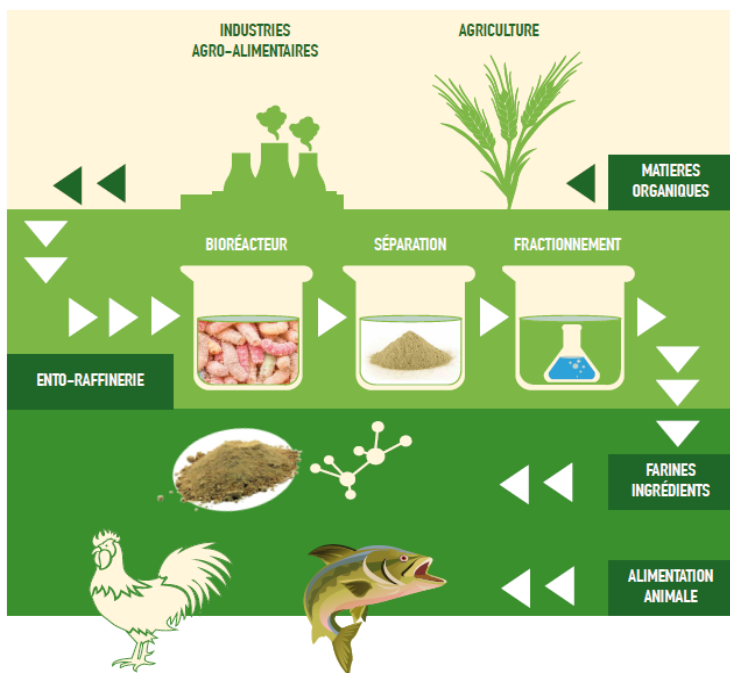 INDUSTRIES
AGRO-ALIMENTAIRES
AGRICULTURE
MATIERES
ORGANIQUES
BIORÉACTEUR
SÉPARATION
FRACTIONNEMENT
ENTO-RAFFINERIE
FARINES
INGRÉDIENTS
ALIMENTATION
ANIMALE